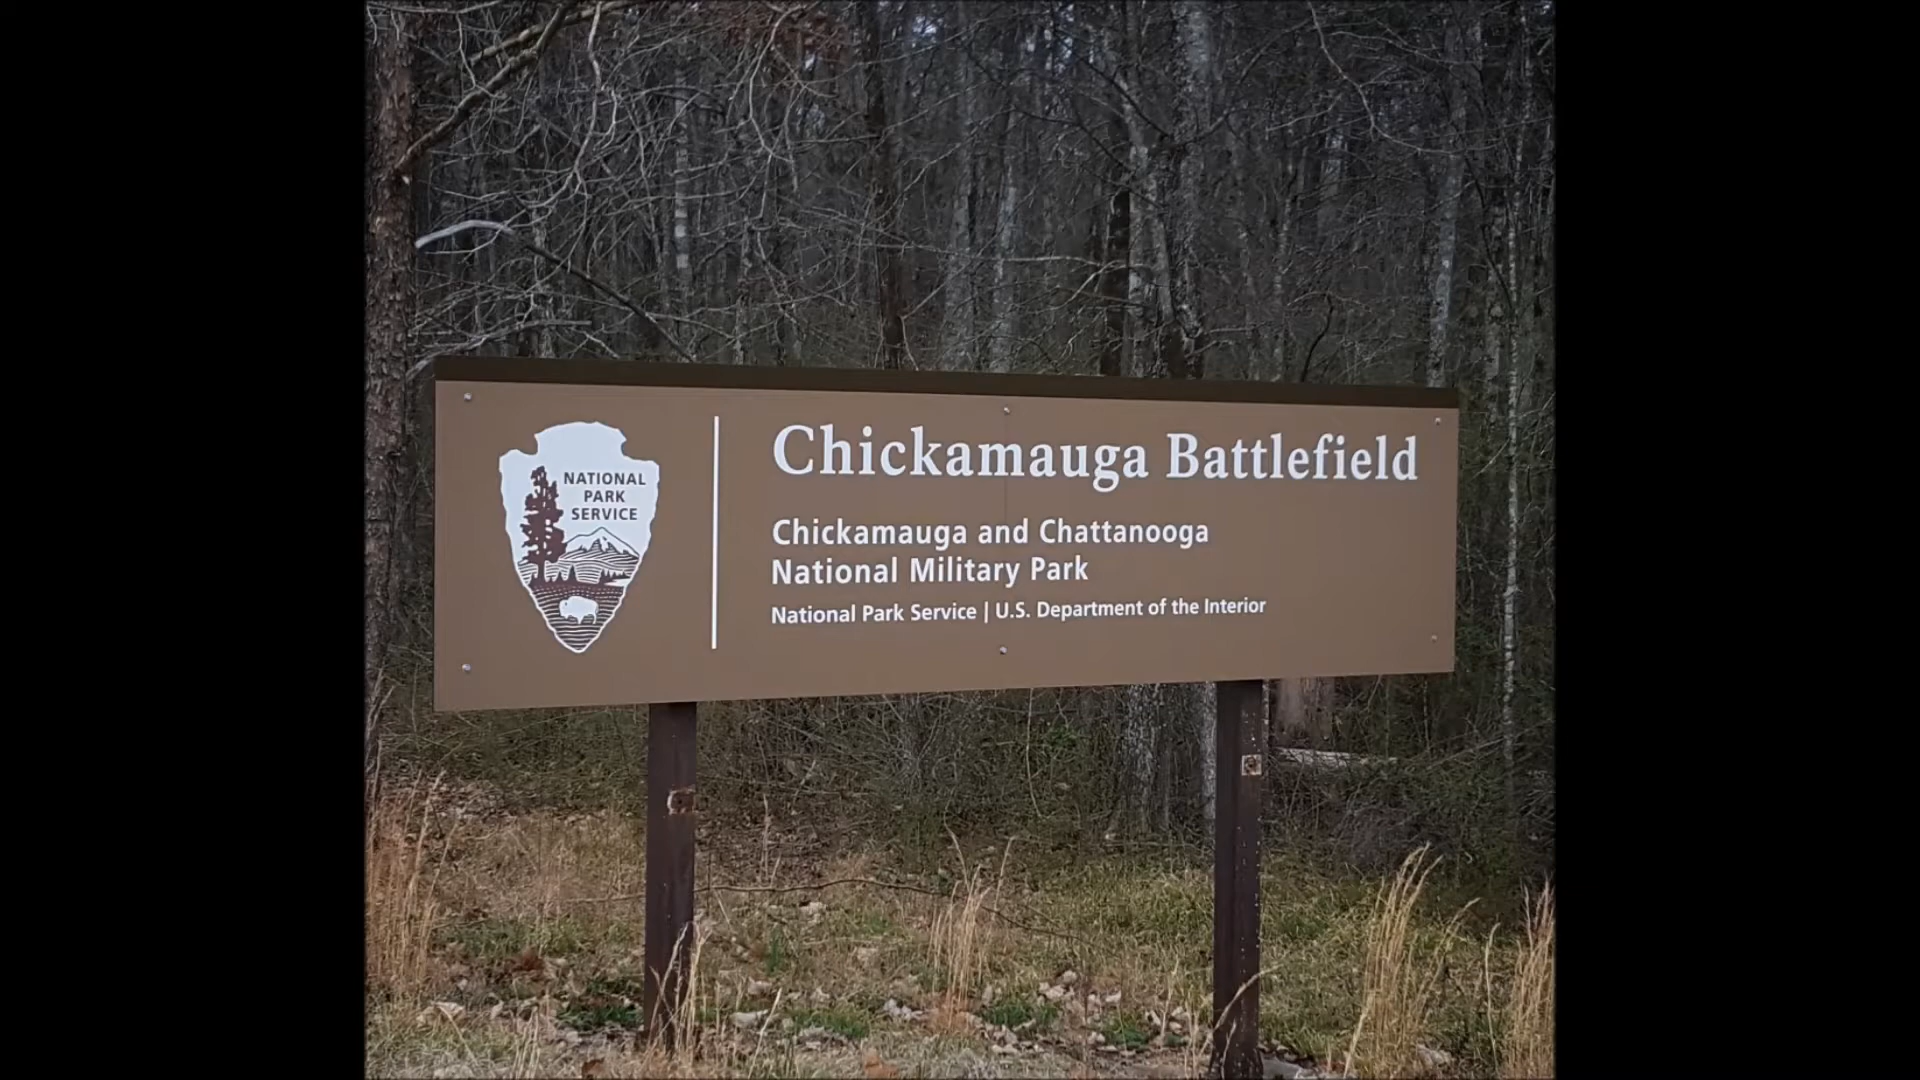 NATIONAL
PARK
SERVICE
Chickamauga Battlefield
Chickamauga and Chattanooga
National Military Park
National Park Service | U.S. Department of the Interior